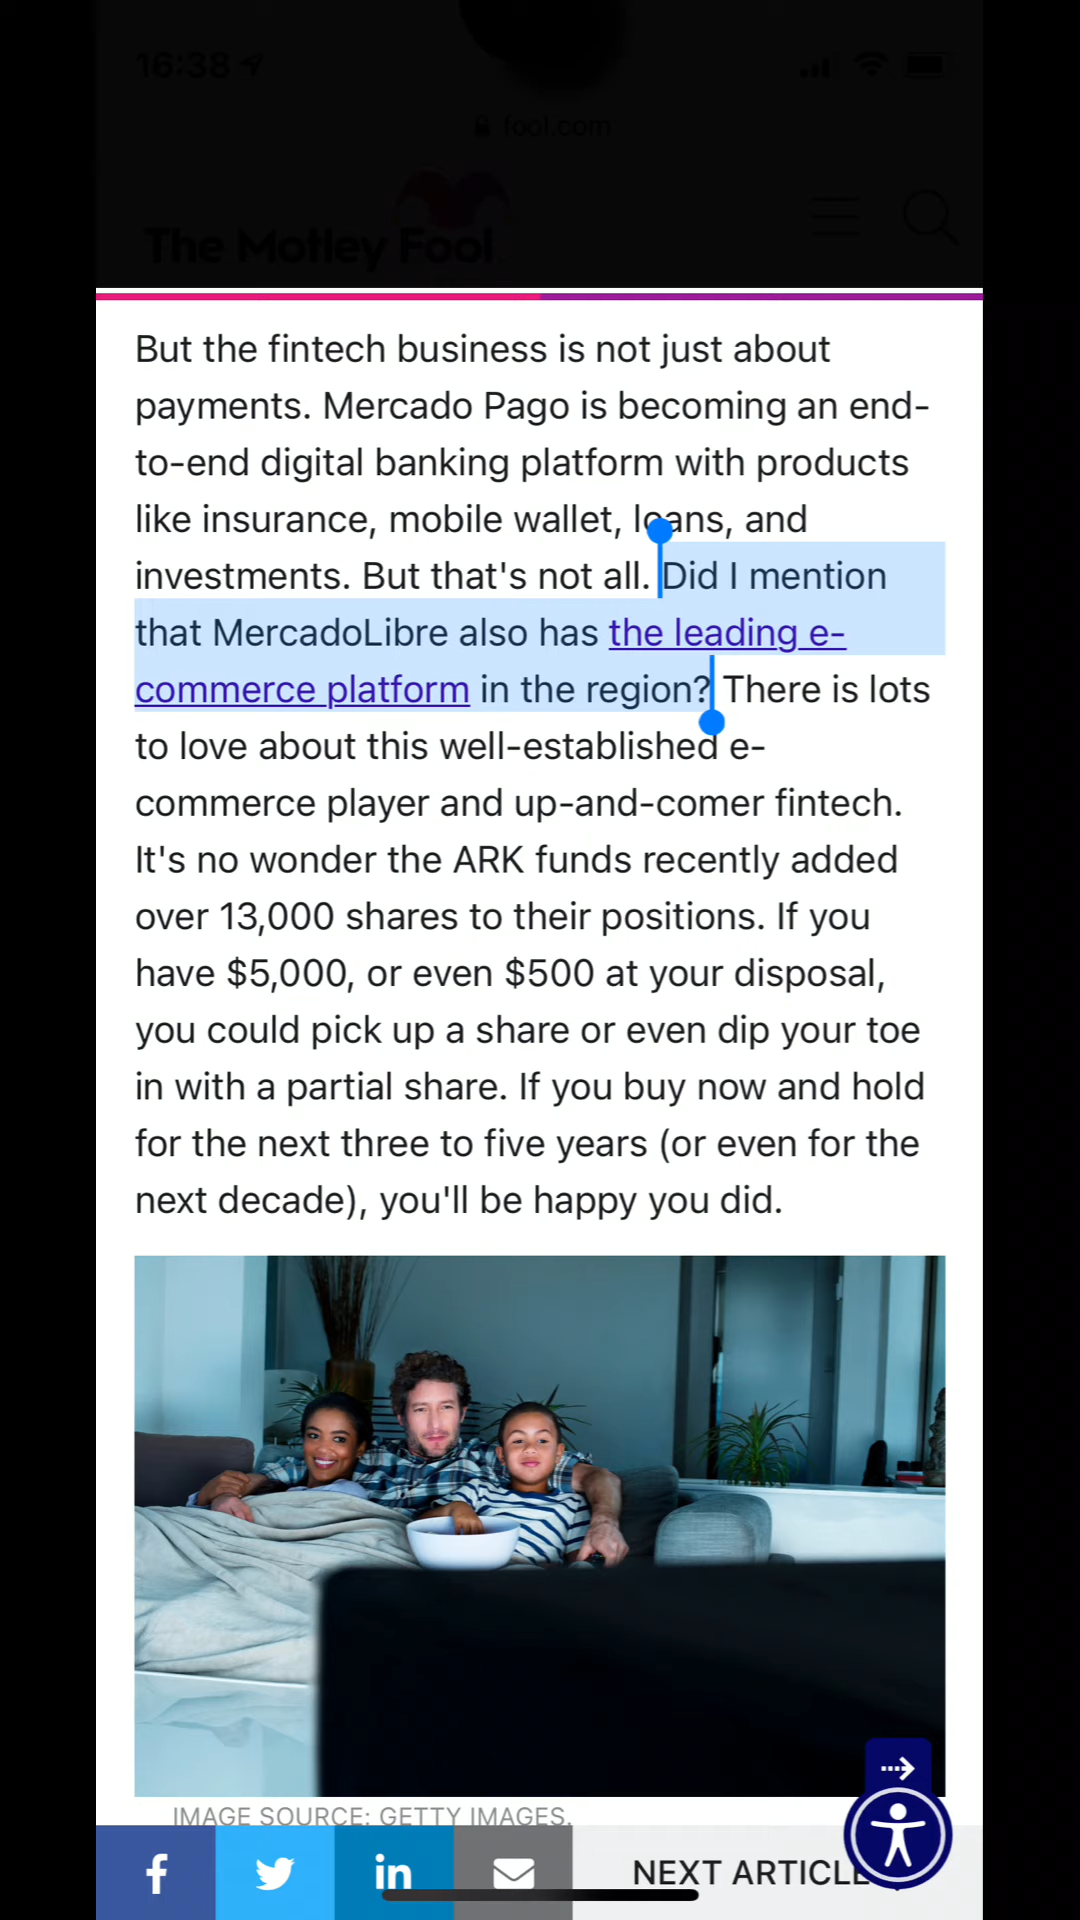 16:38
fool.com
The Motley Fool
But the fintech business is not just about
payments. Mercado Pago is becoming an end-
to-end digital banking platform with products
like insurance, mobile wallet, loans, and
investments. But that's not all. Did I mention
that MercadoLibre also has the leading e-
commerce platform in the region? There is lots
to love about this well-established e-
commerce player and up-and-comer fintech.
It's no wonder the ARK funds recently added
over 13,000 shares to their positions. If you
have $5,000, or even $500 at your disposal,
you could pick up a share or even dip your toe
in with a partial share. If you buy now and hold
for the next three to five years (or even for the
next decade), you'll be happy you did.
IMAGE SOURCE: GETTY IMAGES.
f in NEXT ARTICLE